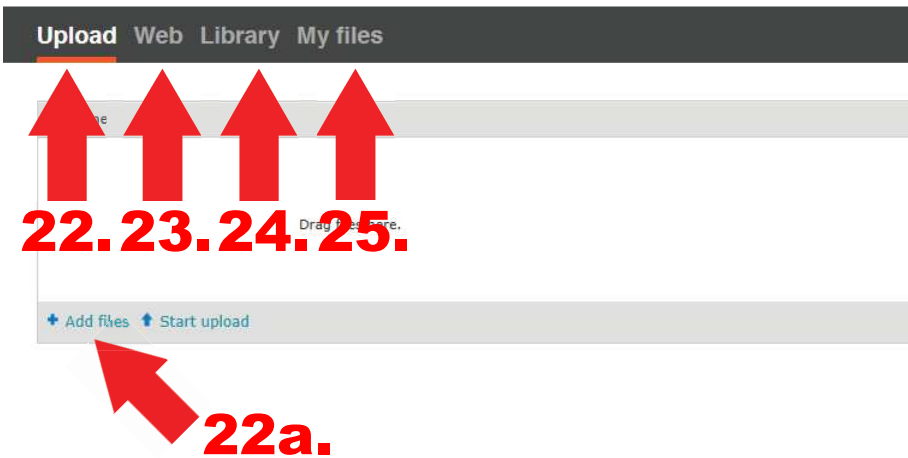 Upload Web Library My files
22. 23. 24. 25.
Drag files here.
Add files Start upload
22a.